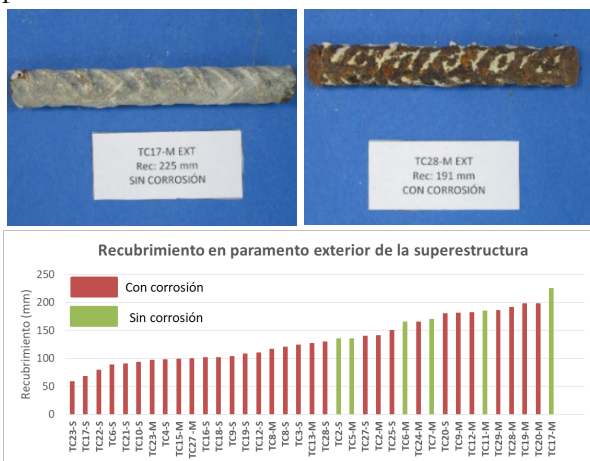 TC17-M EXT
Rec: 225 mm
SIN CORROSIÓN
TC28-M EXT
Rec: 191 mm
CON CORROSIÓN
Recubrimiento en paramento exterior de la superestructura
Recubrimiento (mm)
250
200
150
100
50
0
Con corrosión
Sin corrosión
TC23-S
TC17-S
TC22-S
TC6-S
TC21-S
TC10-S
TC23-M
TC4-S
TC15-M
TC27 -M
TC16-S
TC18-S
TC9-S
TC19-S
TC12-S
TC8-M
TC8-S
TC3-S
TC13-M
TC28-S
TC2-S
TC5-M
TC27-S
TC2-M
TC25-S
TC6-M
TC24-M
TC7-M
TC20-S
TC9-M
TC12-M
TC11-M
TC29-M
TC28-M
TC19-M
TC20-M
TC17-M